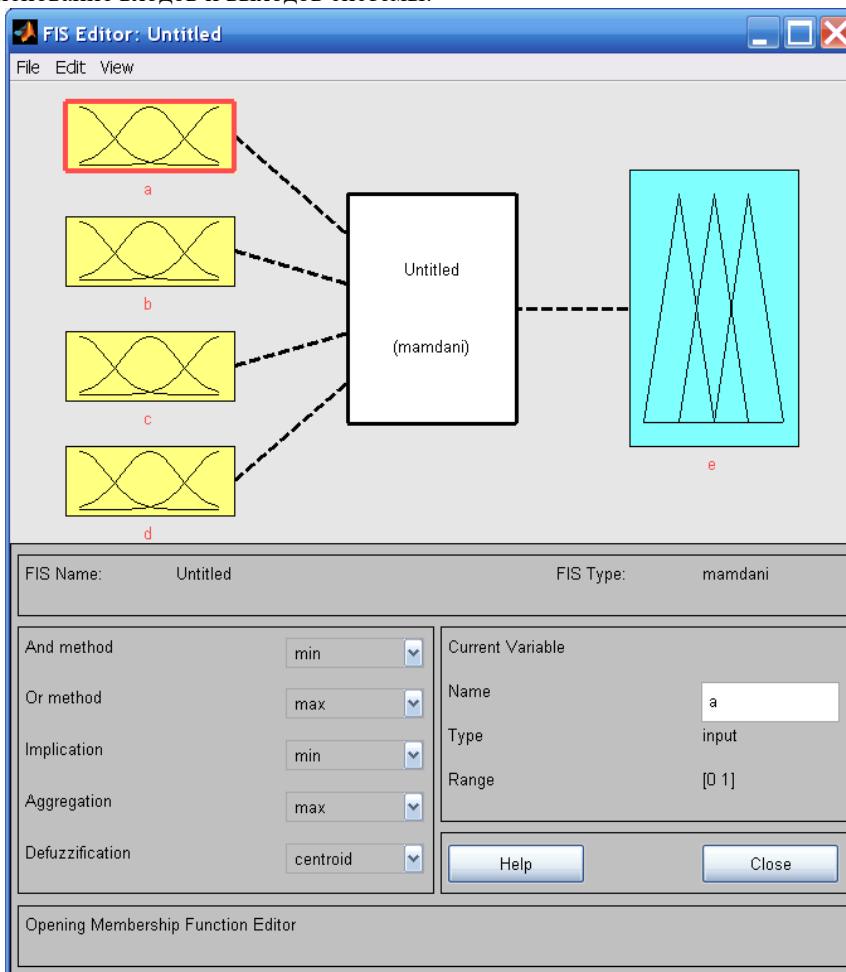 входов и выходов
FIS Editor: Untitled
File Edit View
a
b
c
d
Untitled
(mamdani)
e
FIS Name: Untitled
FIS Type: mamdani
And method min
Or method max
Implication min
Aggregation max
Defuzzification centroid
Current Variable
Name a
Type input
Range [0 1]
Help
Close
Opening Membership Function Editor